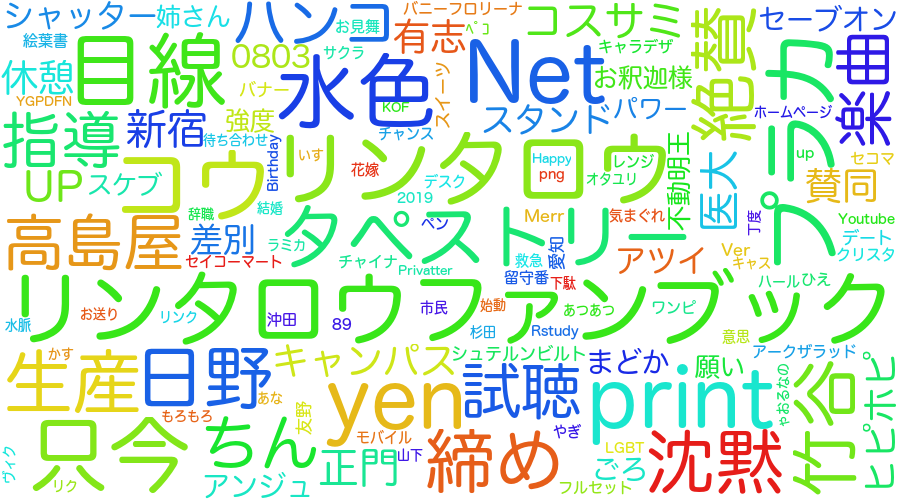 シャッター
姉さん
ハンコ
お見舞
バニーフロリーナ
コスサミ
セーブオン
絵葉書
目線
0803
サクラ
有志
ペコ
キャラデザ
絶賛
プラカ
楽曲
休憩
YGPDFN
バナー
水色
KOF
スイーツ
Net
お釈迦様
スタンド
パワー
ホームページ
指導
新宿
強度
待ち合わせ
Birthday
チャンス
不動明王
医大
up
セコマ
UP
スケブ
コウリンタロウ
いす
花嫁
デスク
2019
Happy
png
レンジ
オタユリ
賛同
高島屋
辞職
結婚
差別
ラミカ
セイコーマート
タペストリー
ペン
Merr
気まぐれ
丁度
Youtube
デート
クリスタ
チャイナ
Privatter
救急
愛知
アツイ
Ver
キャス
留守番
下駄
ハール
ひえ
リンタロウファンブック
水脈
お送り
リンク
沖田
89
市民
始動
杉田
Rstudy
あつあつ
ワンピ
意思
生産
かす
日野
キャンパス
シュテルンビルト
まどか
願い
アークザラッド
もろもろ
あな
yen
試聴
print
ゃおるなの
竹谷
ヒピホピ
只今
ちん
友野
モバイル
山下
締め
やぎ
LGBT
ごろ
沈黙
ヴィク
リク
アンジュ
正門
フルセット